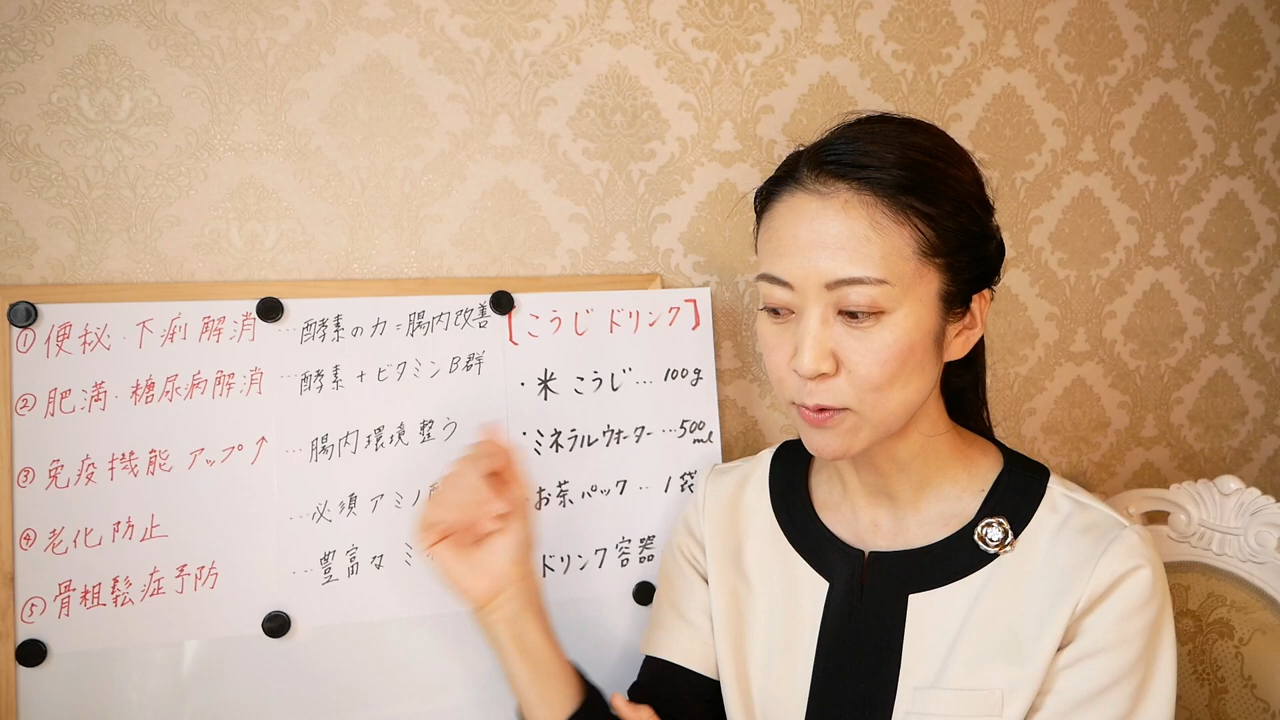 ① 便秘・下痢解消 … 酵素の力=腸内改善
② 肥満・糖尿病解消 … 酵素+ビタミンB群
③ 免疫機能 アップ↑ … 腸内環境整う
④ 老化防止 … 必須アミノ
⑤ 骨粗鬆症予防 … 豊富な ミ
[こうじドリンク]
・米こうじ… 100g
・ミネラルウォーター …500ml
お茶パック … 1袋
ドリンク容器